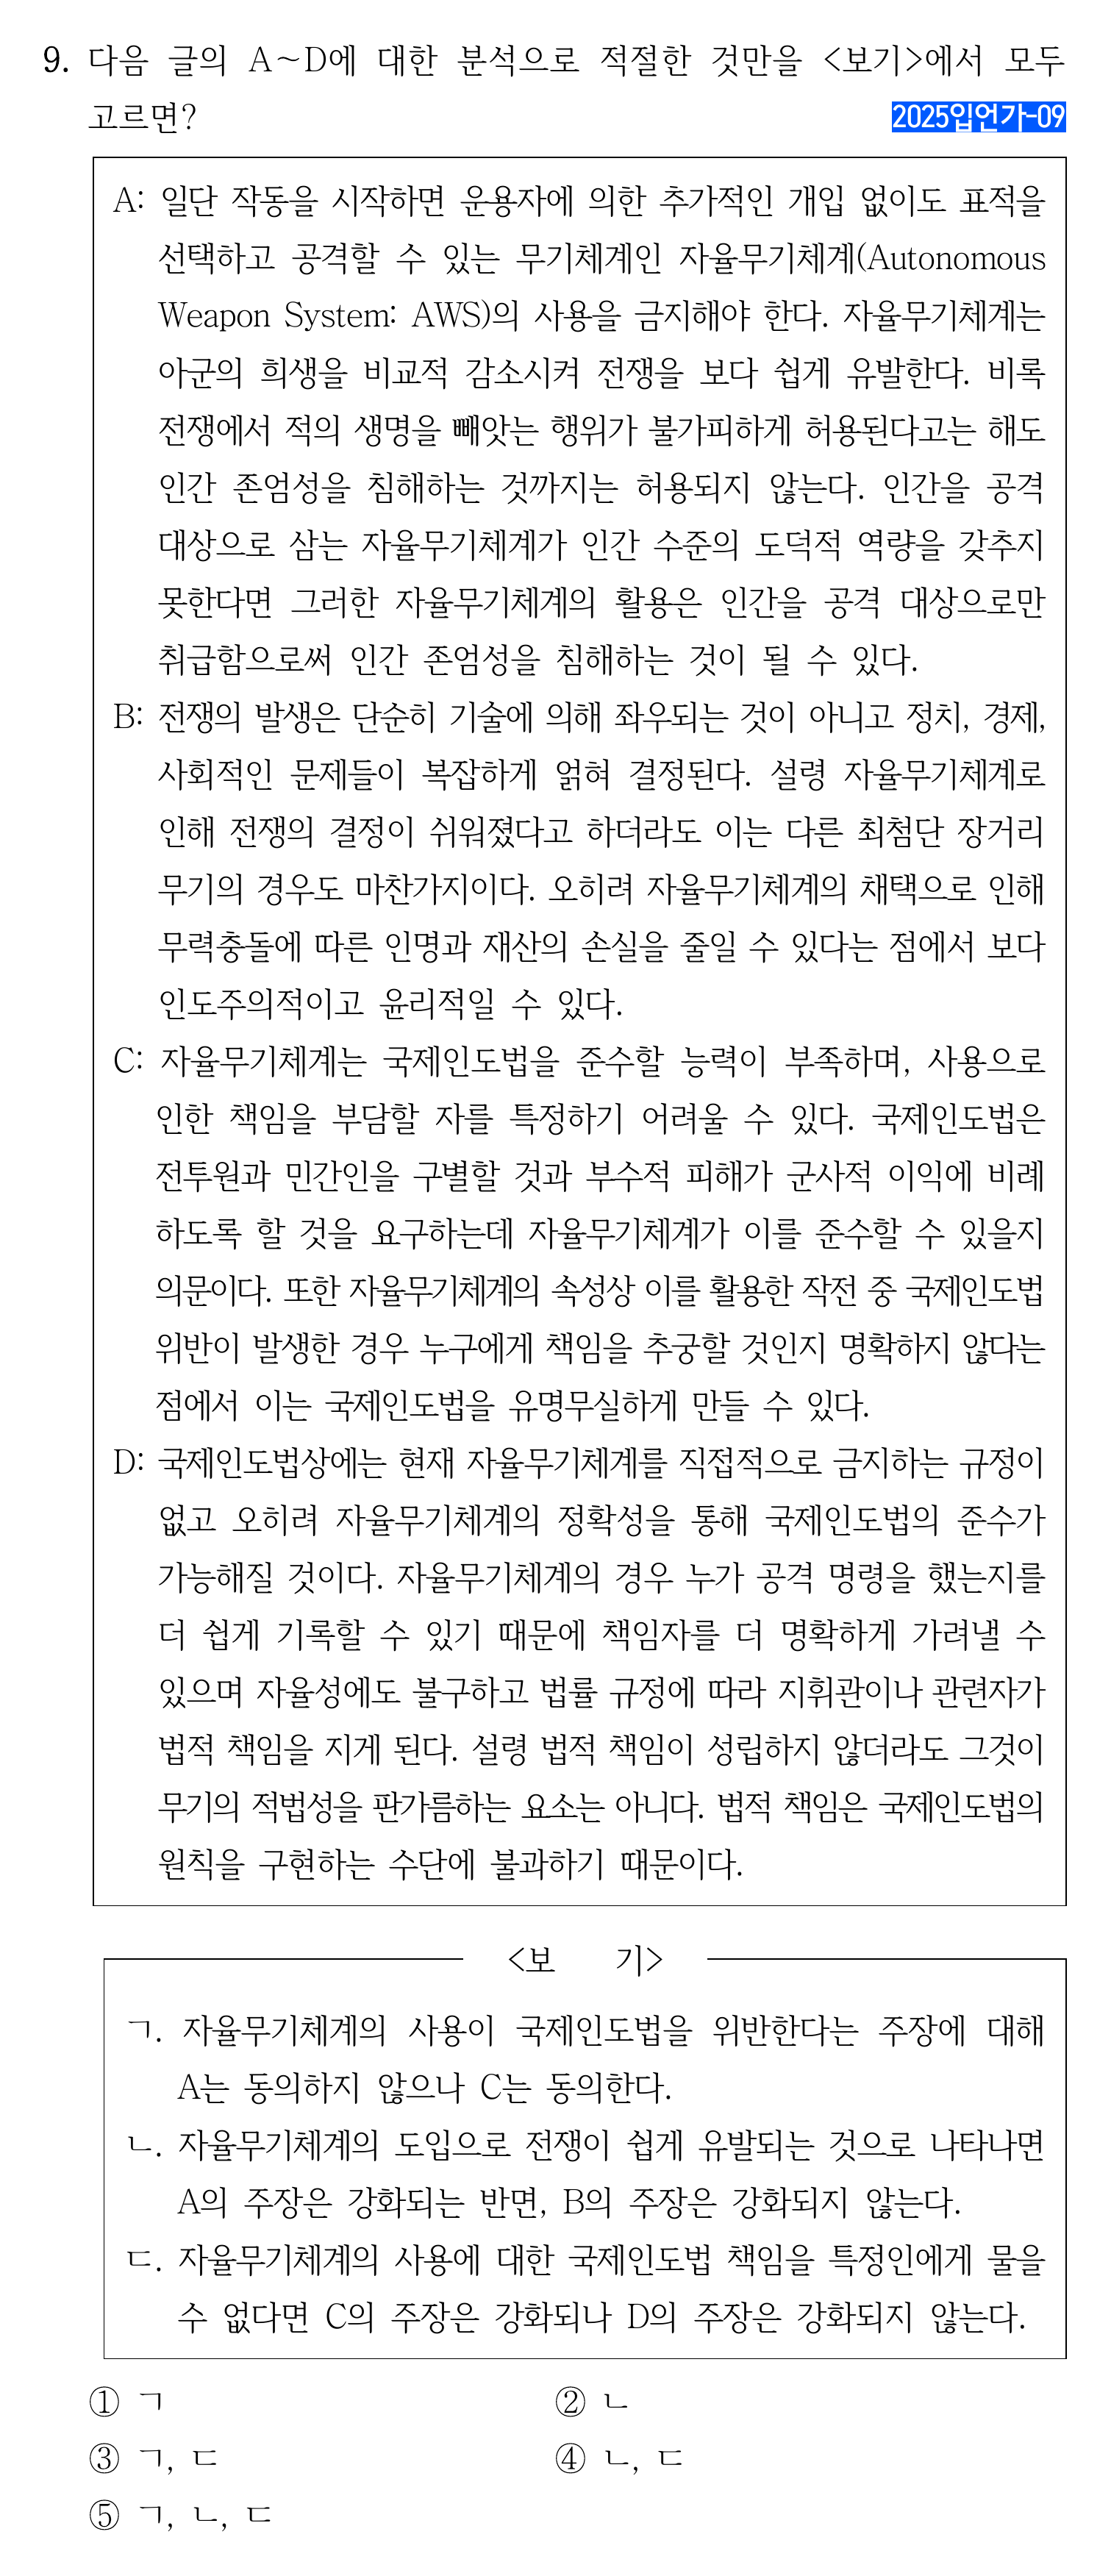 9. 다음 글의 A~D에 대한 분석으로 적절한 것만을 <보기>에서 모두
고르면?
2025입언가-09
A: 일단 작동을 시작하면 운용자에 의한 추가적인 개입 없이도 표적을
선택하고 공격할 수 있는 무기체계인 자율무기체계(Autonomous
Weapon System: AWS)의 사용을 금지해야 한다. 자율무기체계는
아군의 희생을 비교적 감소시켜 전쟁을 보다 쉽게 유발한다. 비록
전쟁에서 적의 생명을 빼앗는 행위가 불가피하게 허용된다고는 해도
인간 존엄성을 침해하는 것까지는 허용되지 않는다. 인간을 공격
대상으로 삼는 자율무기체계가 인간 수준의 도덕적 역량을 갖추지
못한다면 그러한 자율무기체계의 활용은 인간을 공격 대상으로만
취급함으로써 인간 존엄성을 침해하는 것이 될 수 있다.
B: 전쟁의 발생은 단순히 기술에 의해 좌우되는 것이 아니고 정치, 경제,
사회적인 문제들이 복잡하게 얽혀 결정된다. 설령 자율무기체계로
인해 전쟁의 결정이 쉬워졌다고 하더라도 이는 다른 최첨단 장거리
무기의 경우도 마찬가지이다. 오히려 자율무기체계의 채택으로 인해
무력충돌에 따른 인명과 재산의 손실을 줄일 수 있다는 점에서 보다
인도주의적이고 윤리적일 수 있다.
C: 자율무기체계는 국제인도법을 준수할 능력이 부족하며, 사용으로
인한 책임을 부담할 자를 특정하기 어려울 수 있다. 국제인도법은
전투원과 민간인을 구별할 것과 부수적 피해가 군사적 이익에 비례
하도록 할 것을 요구하는데 자율무기체계가 이를 준수할 수 있을지
의문이다. 또한 자율무기체계의 속성상 이를 활용한 작전 중 국제인도법
위반이 발생한 경우 누구에게 책임을 추궁할 것인지 명확하지 않다는
점에서 이는 국제인도법을 유명무실하게 만들 수 있다.
D: 국제인도법상에는 현재 자율무기체계를 직접적으로 금지하는 규정이
없고 오히려 자율무기체계의 정확성을 통해 국제인도법의 준수가
가능해질 것이다. 자율무기체계의 경우 누가 공격 명령을 했는지를
더 쉽게 기록할 수 있기 때문에 책임자를 더 명확하게 가려낼 수
있으며 자율성에도 불구하고 법률 규정에 따라 지휘관이나 관련자가
법적 책임을 지게 된다. 설령 법적 책임이 성립하지 않더라도 그것이
무기의 적법성을 판가름하는 요소는 아니다. 법적 책임은 국제인도법의
원칙을 구현하는 수단에 불과하기 때문이다.
<보 기>
ㄱ. 자율무기체계의 사용이 국제인도법을 위반한다는 주장에 대해
A는 동의하지 않으나 C는 동의한다.
ㄴ. 자율무기체계의 도입으로 전쟁이 쉽게 유발되는 것으로 나타나면
A의 주장은 강화되는 반면, B의 주장은 강화되지 않는다.
ㄷ. 자율무기체계의 사용에 대한 국제인도법 책임을 특정인에게 물을
수 없다면 C의 주장은 강화되나 D의 주장은 강화되지 않는다.
① ㄱ ② ㄴ
③ ㄱ, ㄷ ④ ㄴ, ㄷ
⑤ ㄱ, ㄴ, ㄷ